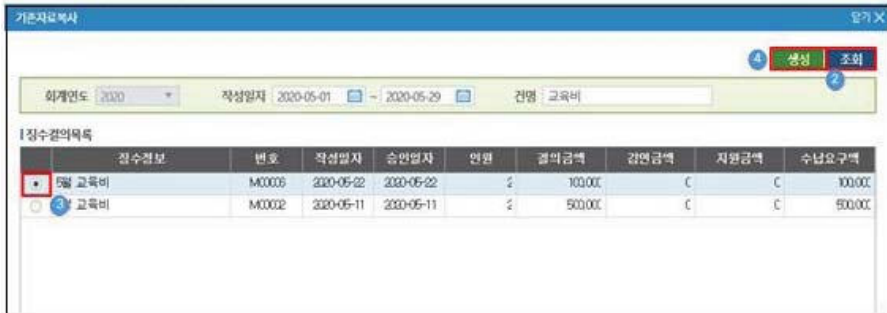 기존자료복사 닫기 X
4 생성 조회
2
회계연도 2020 작성일자 2020-05-01 ~ 2020-05-29 건명 교육비
징수결의목록
징수정보 번호 작성일자 승인일자 인원 결의금액 감면금액 지원금액 수납요구액
5월 교육비 M00006 2020-05-22 2020-05-22 2 100,000 0 0 100,000
3 교육비 M00002 2020-05-11 2020-05-11 2 500,000 0 0 500,000